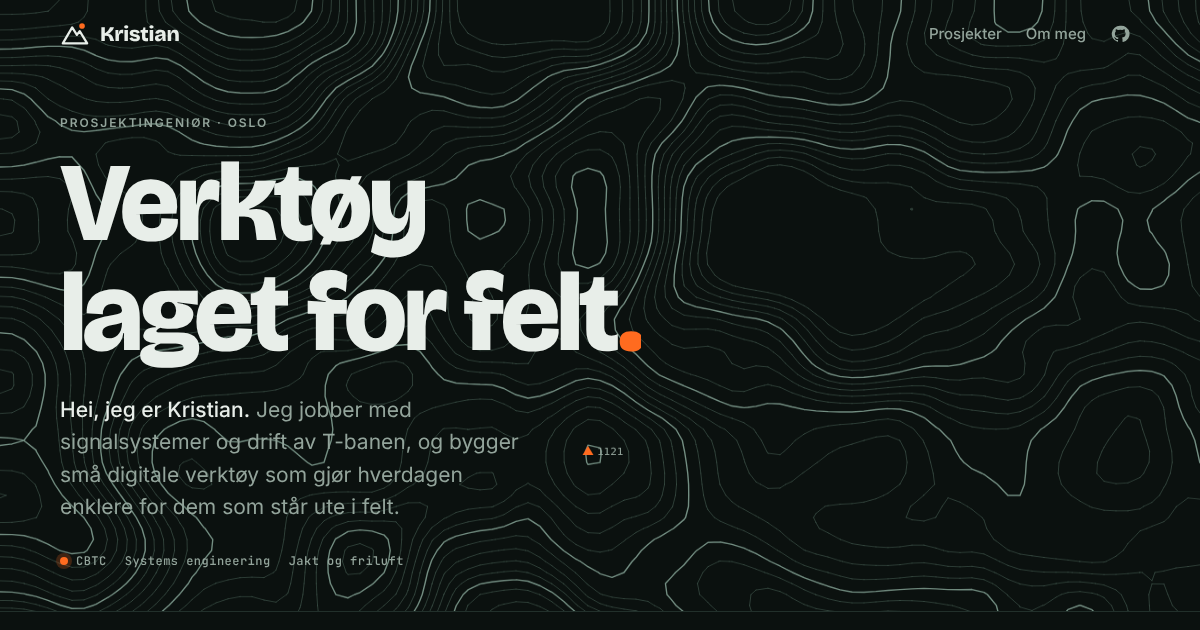 Kristian
Prosjekter
Om meg
PROSJEKTINGENIØR · OSLO
Verktøy
laget for felt.
Hei, jeg er Kristian. Jeg jobber med
signalsystemer og drift av T-banen, og bygger
små digitale verktøy som gjør hverdagen
enklere for dem som står ute i felt.
1121
CBTC
Systems engineering
Jakt og friluft